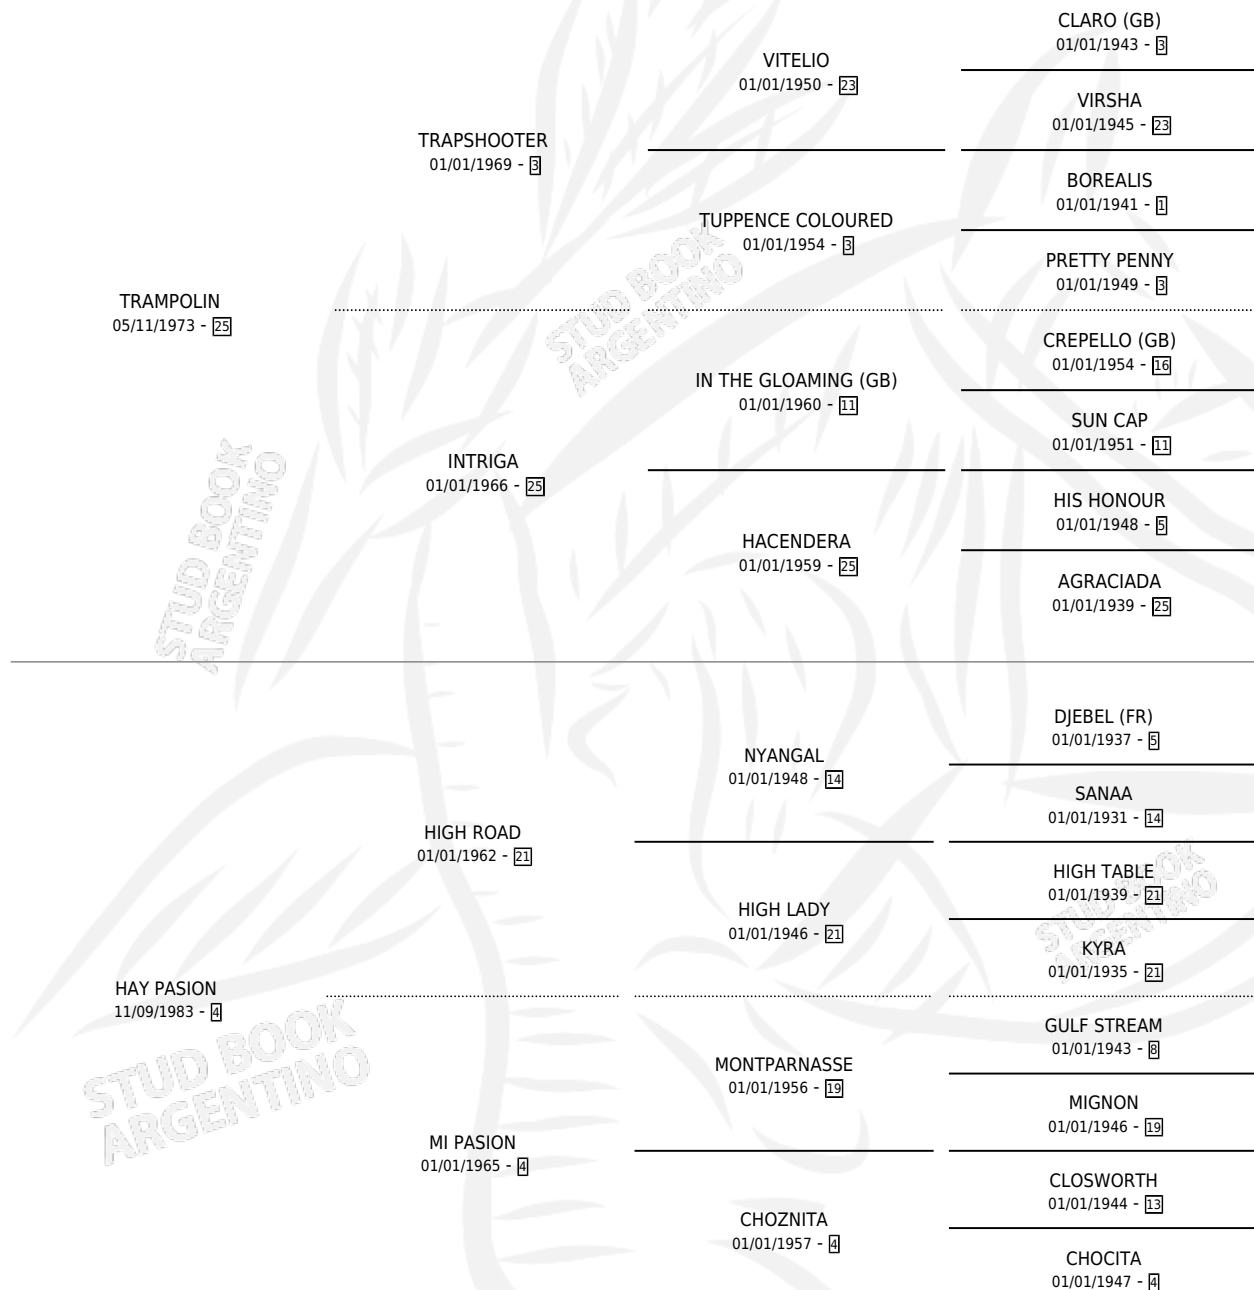 CLARO (GB)
01/01/1943 - 3
VITELIO
01/01/1950 - 23
VIRSHA
01/01/1945 - 23
TRAPSHOOTER
01/01/1969 - 3
BOREALIS
01/01/1941 - 1
TUPPENCE COLOURED
01/01/1954 - 3
PRETTY PENNY
01/01/1949 - 3
TRAMPOLIN
05/11/1973 - 25
CREPELLO (GB)
01/01/1954 - 16
IN THE GLOAMING (GB)
01/01/1960 - 11
SUN CAP
01/01/1951 - 11
INTRIGA
01/01/1966 - 25
HIS HONOUR
01/01/1948 - 5
HACENDERA
01/01/1959 - 25
AGRACIADA
01/01/1939 - 25
DJEBEL (FR)
01/01/1937 - 5
NYANGAL
01/01/1948 - 14
SANAA
01/01/1931 - 14
HIGH ROAD
01/01/1962 - 21
HIGH TABLE
01/01/1939 - 21
HIGH LADY
01/01/1946 - 21
KYRA
01/01/1935 - 21
HAY PASION
11/09/1983 - 4
GULF STREAM
01/01/1943 - 8
MONTPARNASSE
01/01/1956 - 19
MIGNON
01/01/1946 - 19
MI PASION
01/01/1965 - 4
CLOSWORTH
01/01/1944 - 13
CHOZNITA
01/01/1957 - 4
CHOCITA
01/01/1947 - 4
STUD BOOK
ARGENTINO
STUD BOOK
ARGENTINO
STUD BOOK
ARGENTINO
STUD BOOK
ARGENTINO